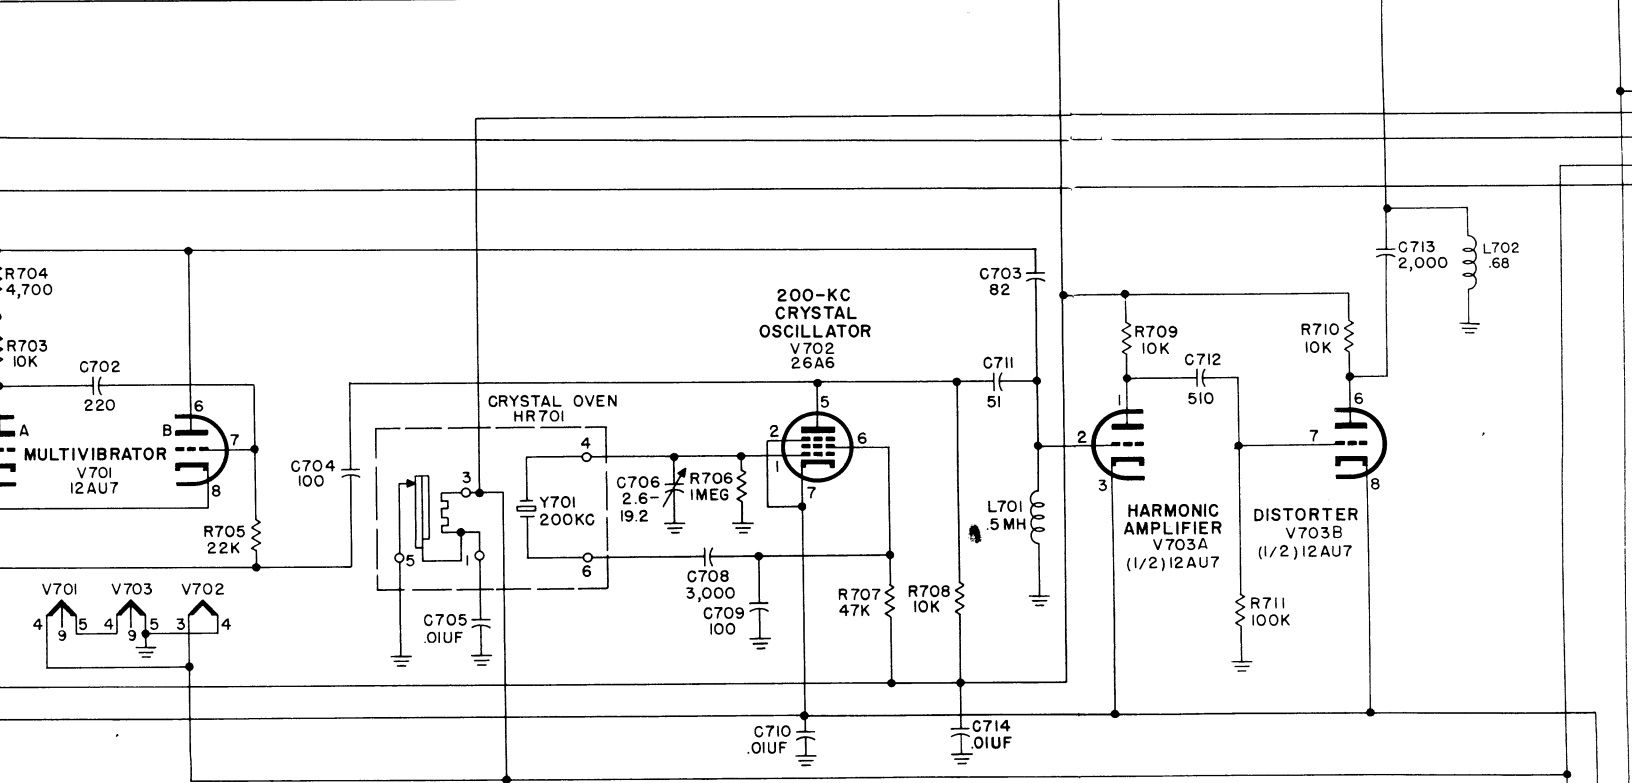 R704
4,700
R703
10K
C702
220
A
MULTIVIBRATOR
V701
12AU7
B
6
7
8
R705
22K
C704
100
V701
V703
V702
4
9
5
4
9
5
3
4
CRYSTAL OVEN
HR701
3
5
1
4
6
Y701
200KC
C705
.01UF
C706
2.6-
19.2
R706
1MEG
200-KC
CRYSTAL
OSCILLATOR
V702
26A6
5
2
1
6
7
C708
3,000
C709
100
R707
47K
R708
10K
C710
.01UF
C714
.01UF
C703
82
C711
51
L701
.5MH
R709
10K
C712
510
1
2
3
HARMONIC
AMPLIFIER
V703A
(1/2)12AU7
R710
10K
6
7
8
DISTORTER
V703B
(1/2)12AU7
R711
100K
C713
2,000
L702
.68